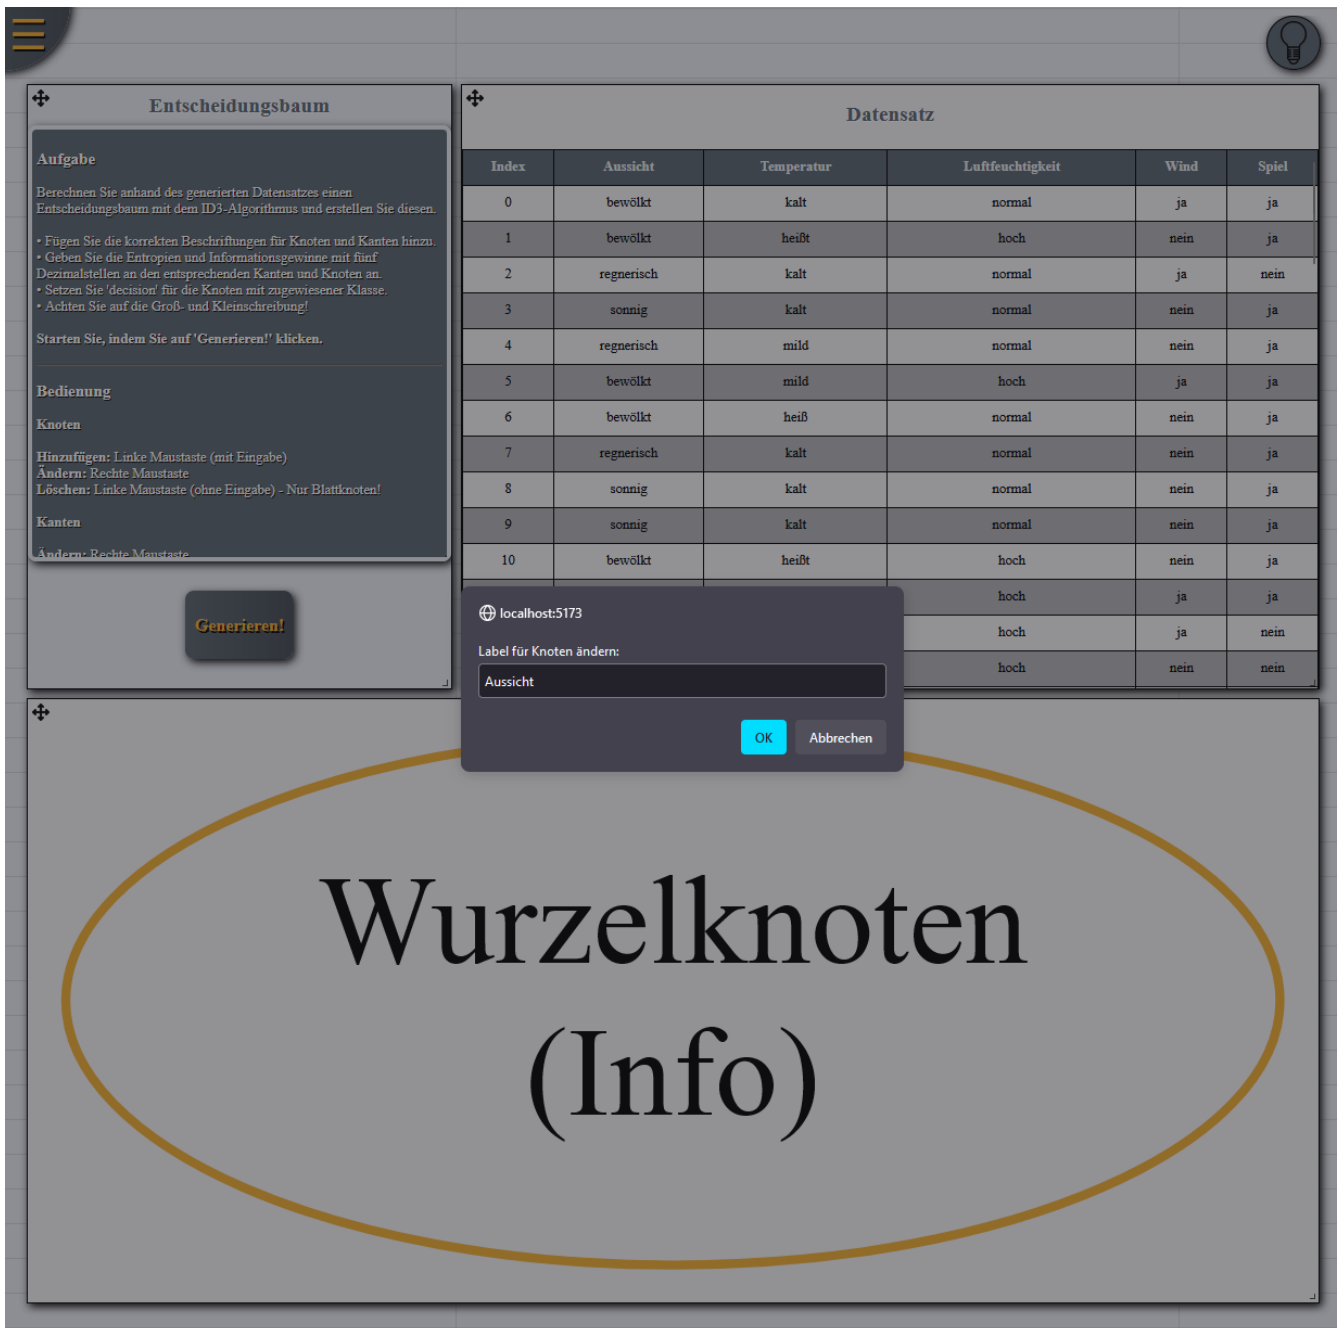 Entscheidungsbaum
Aufgabe
Berechnen Sie anhand des generierten Datensatzes einen
Entscheidungsbaum mit dem ID3-Algorithmus und erstellen Sie diesen.
• Fügen Sie die korrekten Beschriftungen für Knoten und Kanten hinzu.
• Geben Sie die Entropien und Informationsgewinne mit fünf
Dezimalstellen an den entsprechenden Kanten und Knoten an.
• Setzen Sie 'decision' für die Knoten mit zugewiesener Klasse.
• Achten Sie auf die Groß- und Kleinschreibung!
Starten Sie, indem Sie auf 'Generieren!' klicken.
Bedienung
Knoten
Hinzufügen: Linke Maustaste (mit Eingabe)
Ändern: Rechte Maustaste
Löschen: Linke Maustaste (ohne Eingabe) - Nur Blattknoten!
Kanten
Ändern: Rechte Maustaste
Generieren!
Datensatz
Index Aussicht Temperatur Luftfeuchtigkeit Wind Spiel
0 bewölkt kalt normal ja ja
1 bewölkt heißt hoch nein ja
2 regnerisch kalt normal ja nein
3 sonnig kalt normal nein ja
4 regnerisch mild normal nein ja
5 bewölkt mild hoch ja ja
6 bewölkt heiß normal nein ja
7 regnerisch kalt normal nein ja
8 sonnig kalt normal nein ja
9 sonnig kalt normal nein ja
10 bewölkt heißt hoch nein ja
hoch ja ja
hoch ja nein
hoch nein nein
localhost:5173
Label für Knoten ändern:
Aussicht
OK Abbrechen
Wurzelknoten
(Info)